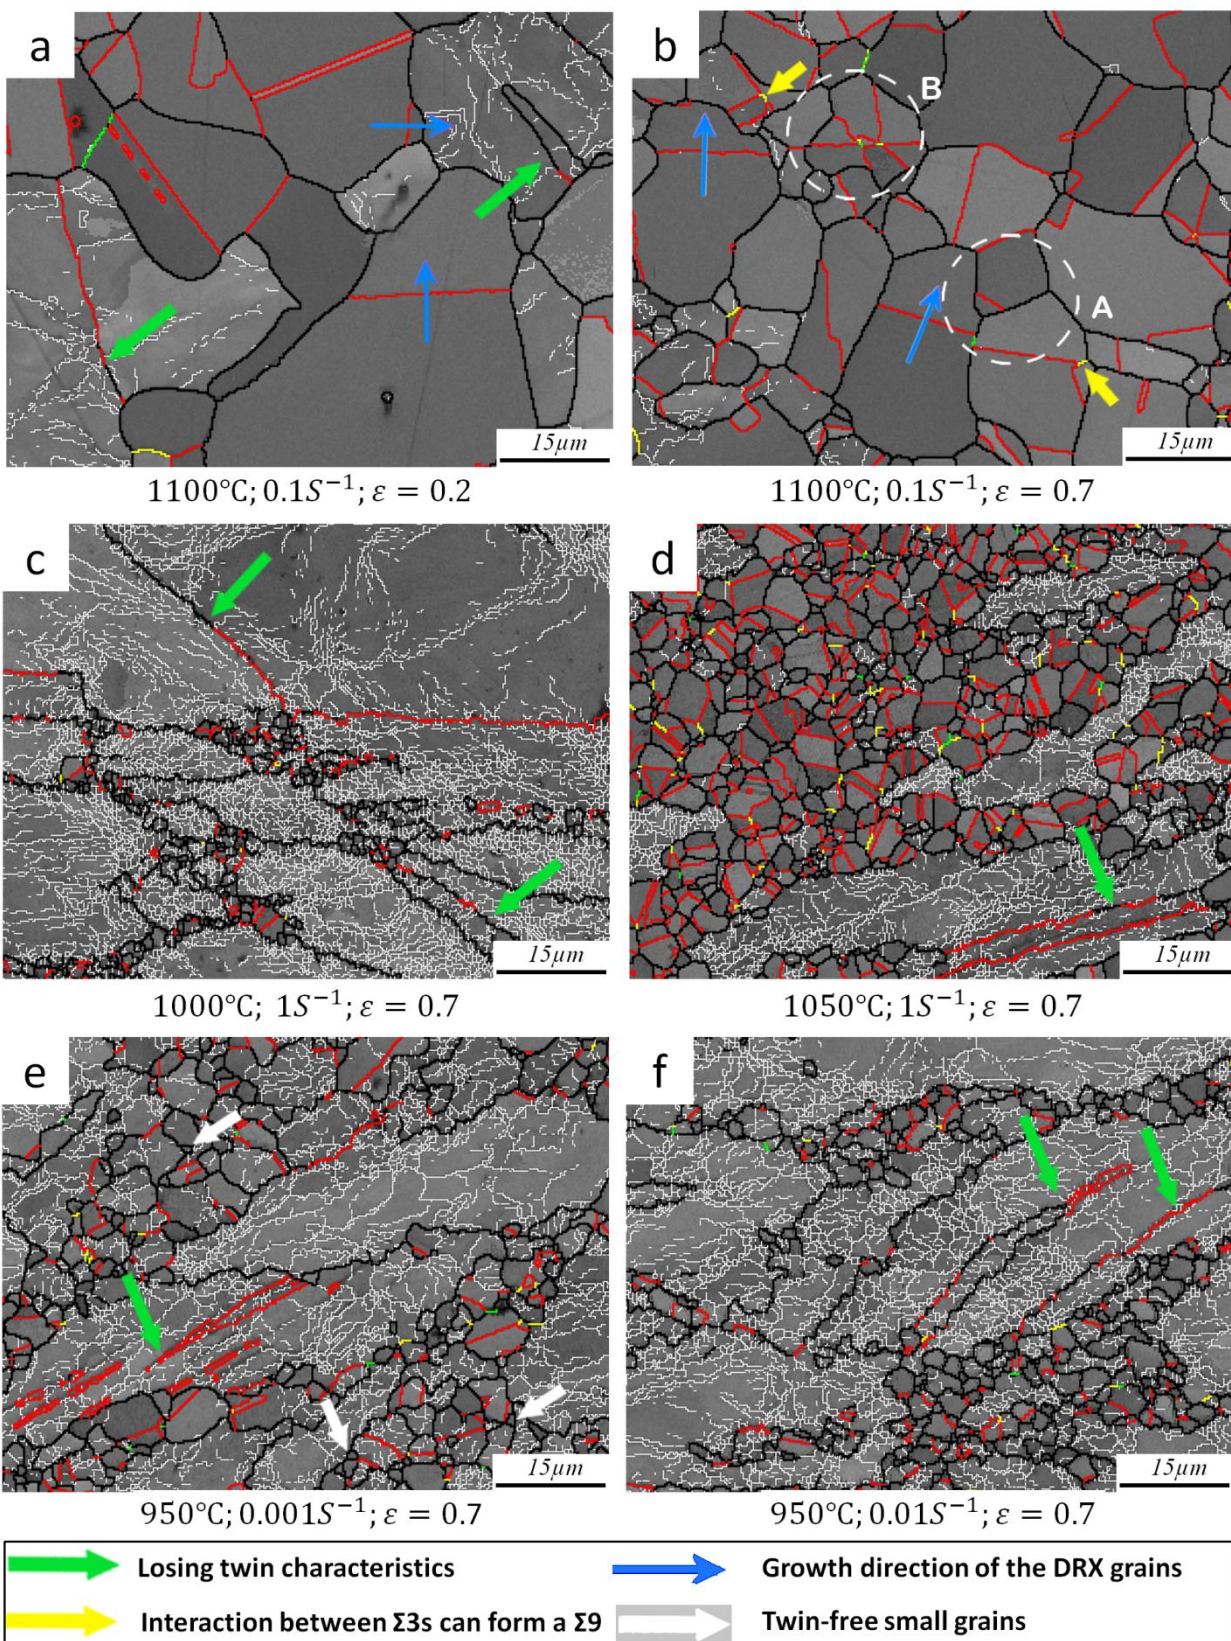 a
b
B
A
15μm
15μm
1100°C; 0.1S⁻¹; ε = 0.2
1100°C; 0.1S⁻¹; ε = 0.7
c
d
15μm
15μm
1000°C; 1S⁻¹; ε = 0.7
1050°C; 1S⁻¹; ε = 0.7
e
f
15μm
15μm
950°C; 0.001S⁻¹; ε = 0.7
950°C; 0.01S⁻¹; ε = 0.7
Losing twin characteristics
Growth direction of the DRX grains
Interaction between Σ3s can form a Σ9
Twin-free small grains